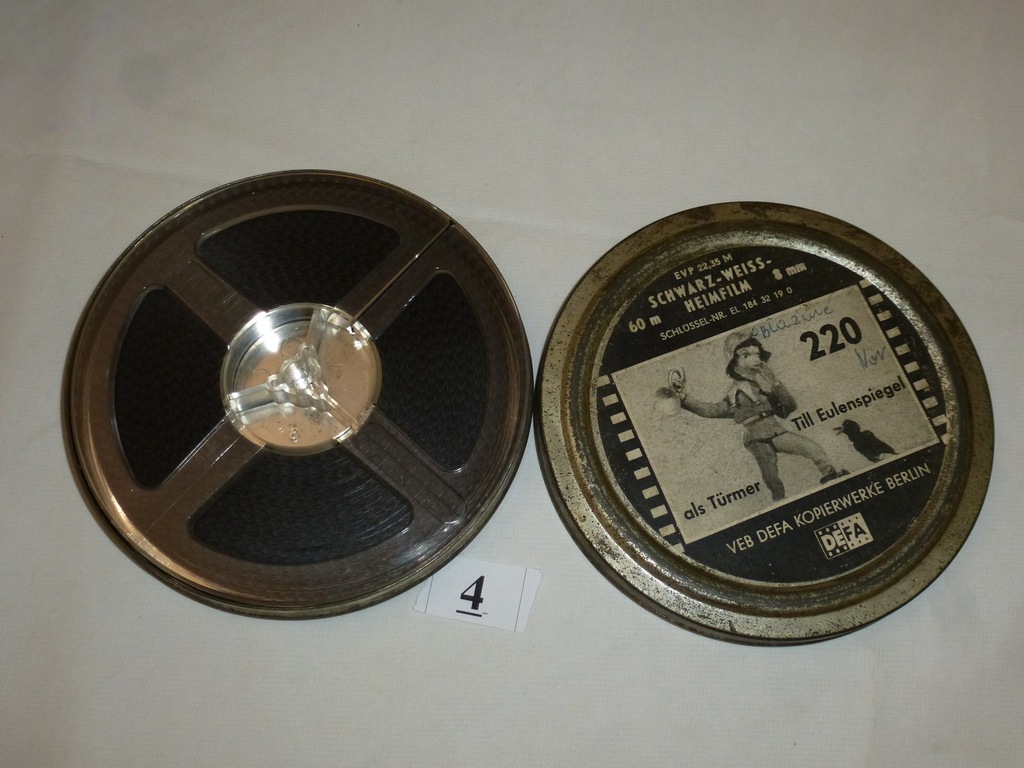 EVP 22,35 M
SCHWARZ-WEISS-
HEIMFILM
60 m
8 mm
SCHLÜSSEL-NR. EL 184 32 19 0
220
Till Eulenspiegel
als Türmer
VEB DEFA KOPIERWERKE BERLIN
DEFA
4